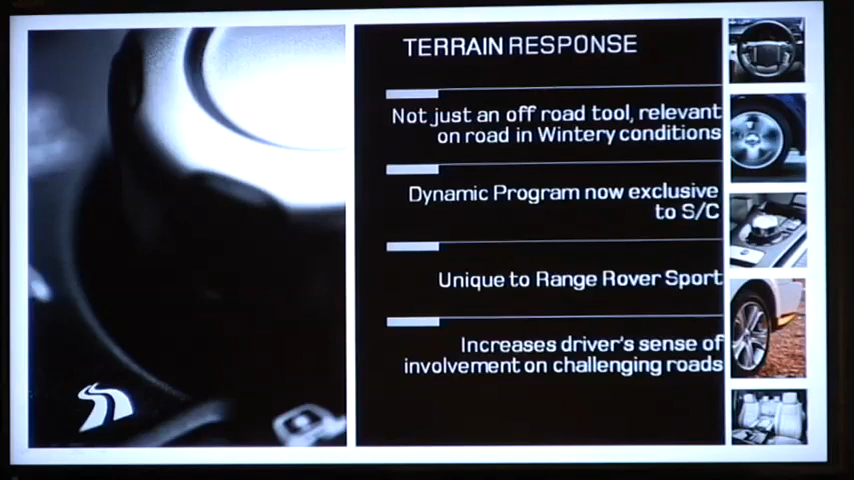 TERRAIN RESPONSE
Not just an off road tool, relevant
on road in Wintery conditions
Dynamic Program now exclusive
to S/C
Unique to Range Rover Sport
Increases driver's sense of
involvement on challenging roads